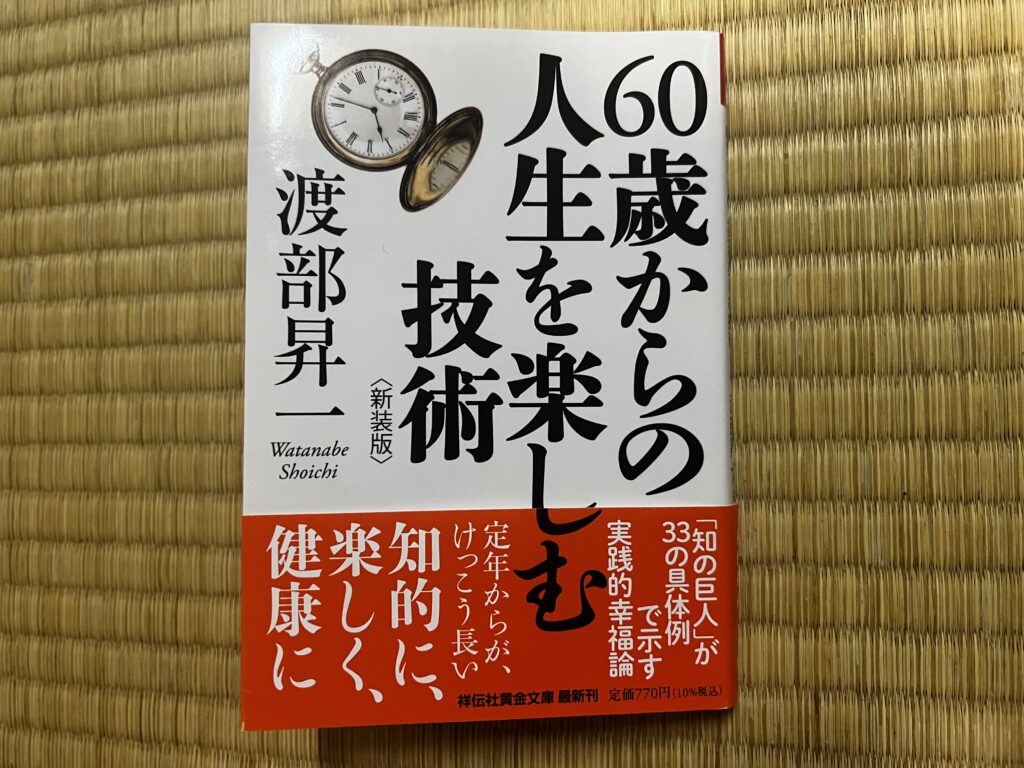 60歳からの
人生を楽しむ
技術
〈新装版〉
渡部昇一
Watanabe
Shoichi
「知の巨人」が
33の具体例
で示す
実践的幸福論
定年からが、
けっこう長い
知的に、
楽しく、
健康に
祥伝社黄金文庫 最新刊 定価770円(10%税込)